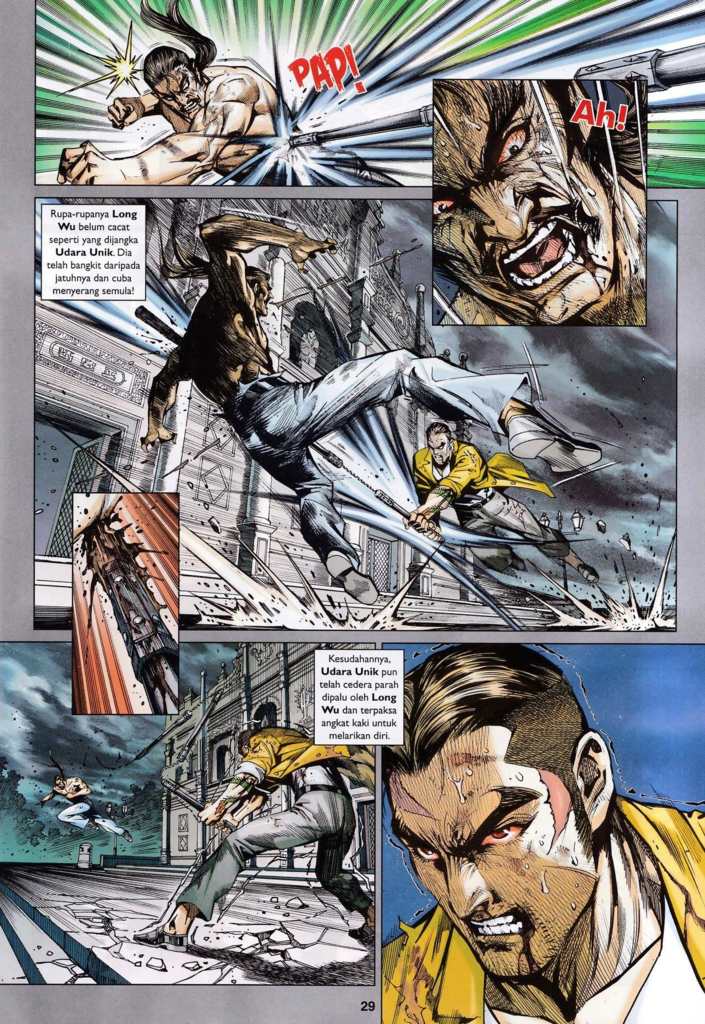 PAPI!
Ah!
Rupa-rupanya Long
Wu belum cacat
seperti yang dijangka
Udara Unik. Dia
telah bangkit daripada
jatuhnya dan cuba
menyerang semula!
Kesudahannya,
Udara Unik pun
telah cedera parah
dipalu oleh Long
Wu dan terpaksa
angkat kaki untuk
melarikan diri.
29